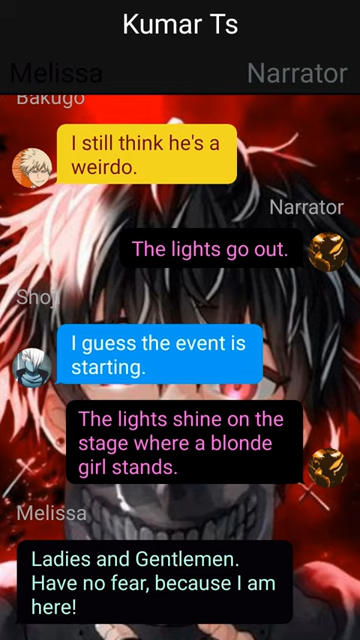 Kumar Ts
Melissa
Narrator
Bakugo
I still think he's a
weirdo.
Narrator
The lights go out.
Shoji
I guess the event is
starting.
The lights shine on the
stage where a blonde
girl stands.
Melissa
Ladies and Gentlemen.
Have no fear, because I am
here!